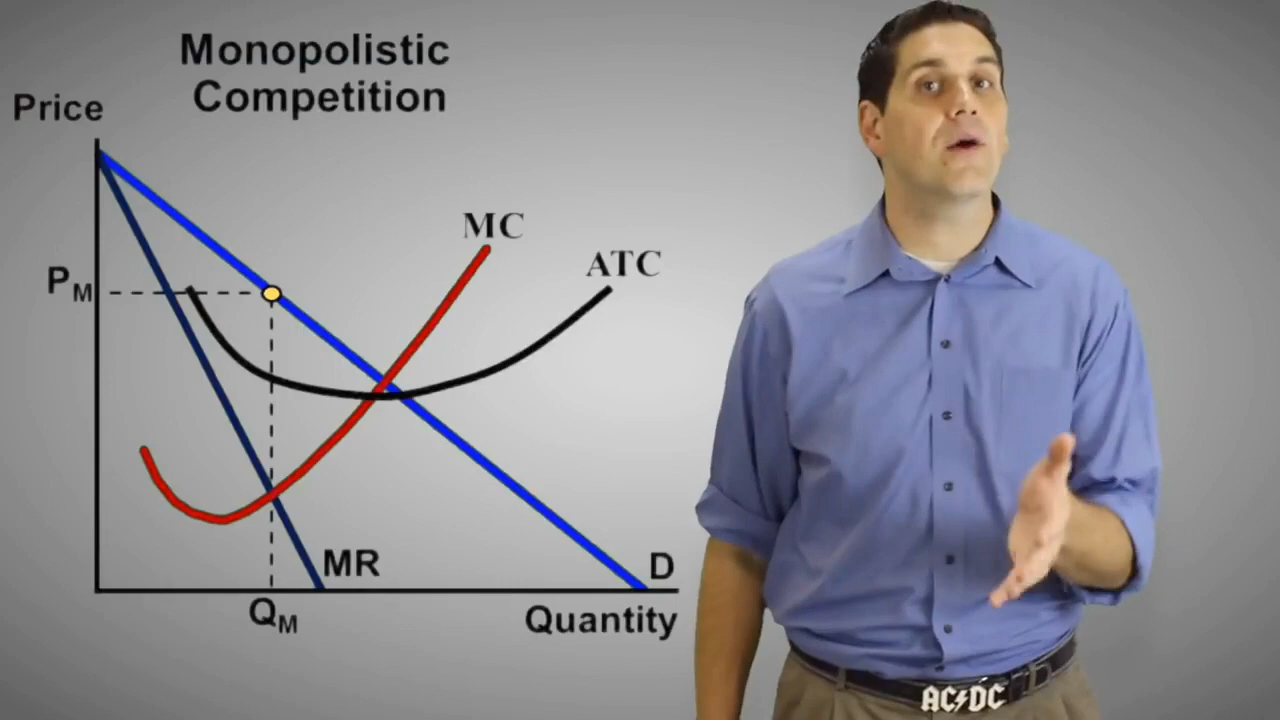 Monopolistic
Competition
Price
MC
ATC
PM
MR
D
QM
Quantity
AC⚡DC